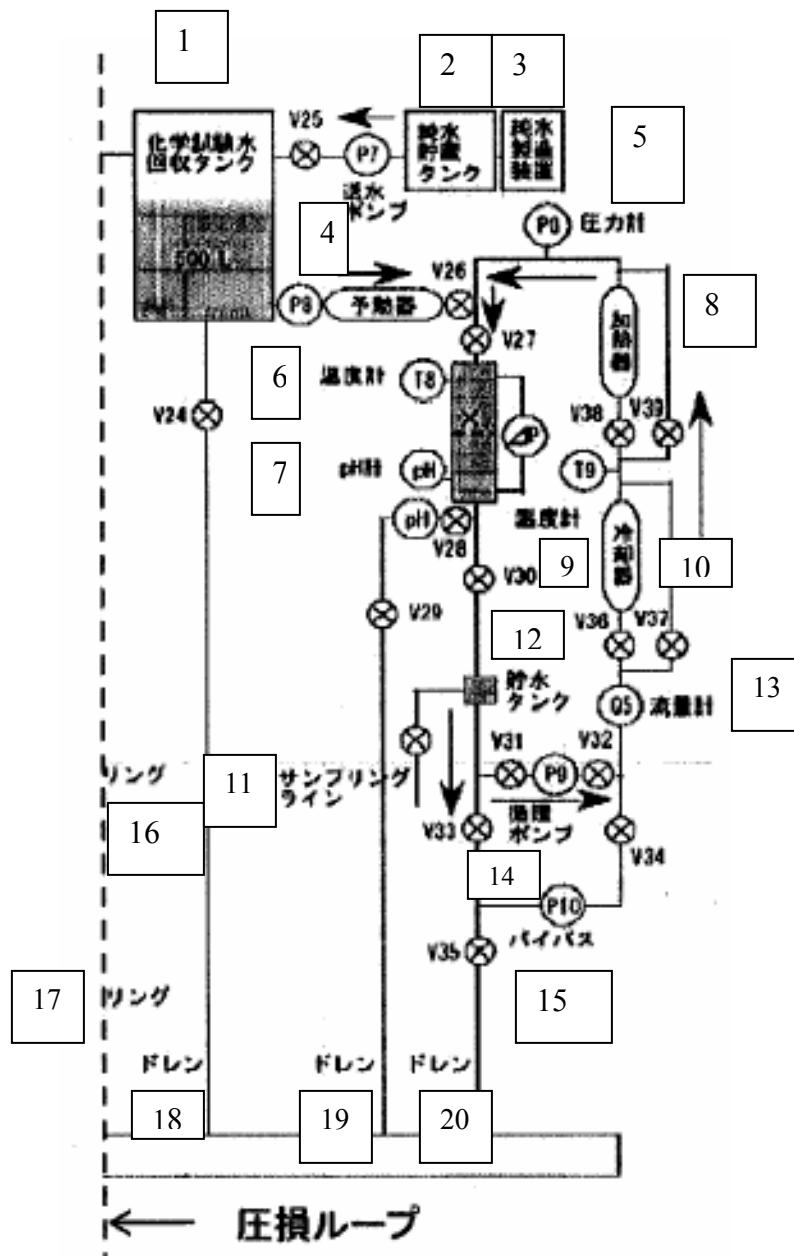 1
2
3
V25
化学試験水
回収タンク
P7
純水
貯蔵
タンク
純水
製造
装置
5
送水
ポンプ
P0
圧力計
4
500 L
V26
P8
予熱器
8
加熱器
V27
6
温度計
T8
V24
V38
V39
ΔP
7
pH計
pH
T9
pH
温度計
V28
冷却器
9
10
V30
V29
V36
V37
12
貯水
タンク
Q5
流量計
13
V31
V32
リング
11
サンプリング
ライン
P9
循環
ポンプ
16
V33
V34
14
P10
バイパス
V35
17
リング
15
ドレン
ドレン
ドレン
18
19
20
圧損ループ